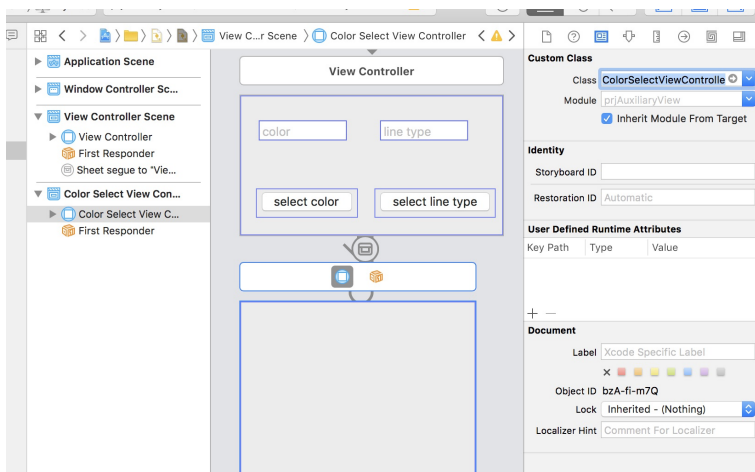 View C...r Scene
Color Select View Controller
Application Scene
Window Controller Sc...
View Controller Scene
View Controller
First Responder
Sheet segue to "Vie...
Color Select View Con...
Color Select View C...
First Responder
View Controller
color
line type
select color
select line type
Custom Class
Class ColorSelectViewControlle
Module prjAuxiliaryView
Inherit Module From Target
Identity
Storyboard ID
Restoration ID Automatic
User Defined Runtime Attributes
Key Path Type Value
Document
Label Xcode Specific Label
Object ID bzA-fi-m7Q
Lock Inherited - (Nothing)
Localizer Hint Comment For Localizer